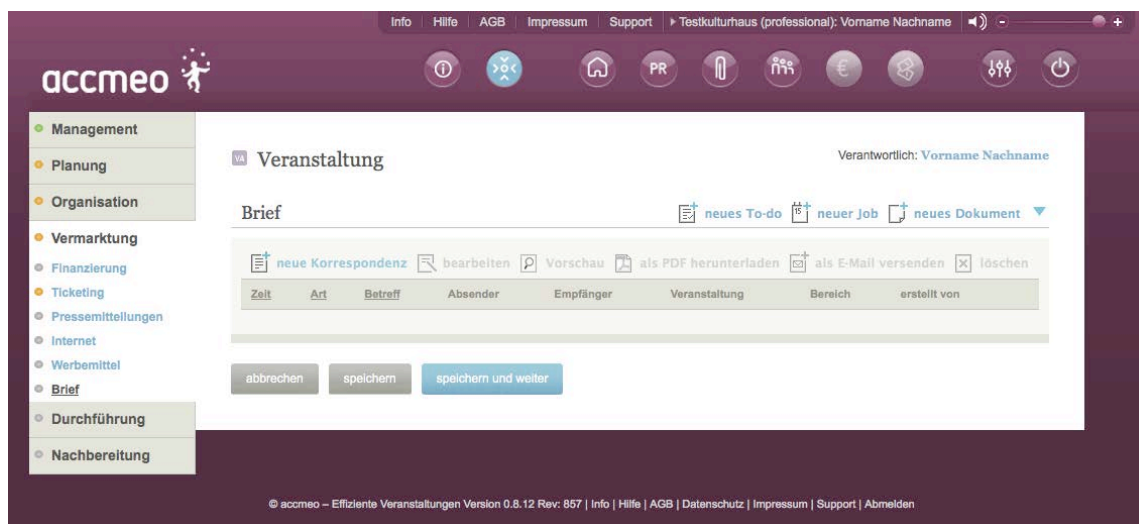 Info Hilfe AGB Impressum Support Testkulturhaus (professional): Vorname Nachname
accmeo
PR €
Management
Planung
Organisation
Vermarktung
Finanzierung
Ticketing
Pressemitteilungen
Internet
Werbemittel
Brief
Durchführung
Nachbereitung
VA Veranstaltung Verantwortlich: Vorname Nachname
Brief neues To-do 15 neuer Job neues Dokument
neue Korrespondenz bearbeiten Vorschau als PDF herunterladen als E-Mail versenden löschen
Zeit Art Betreff Absender Empfänger Veranstaltung Bereich erstellt von
abbrechen speichern speichern und weiter
© accmeo – Effiziente Veranstaltungen Version 0.8.12 Rev: 857 | Info | Hilfe | AGB | Datenschutz | Impressum | Support | Abmelden